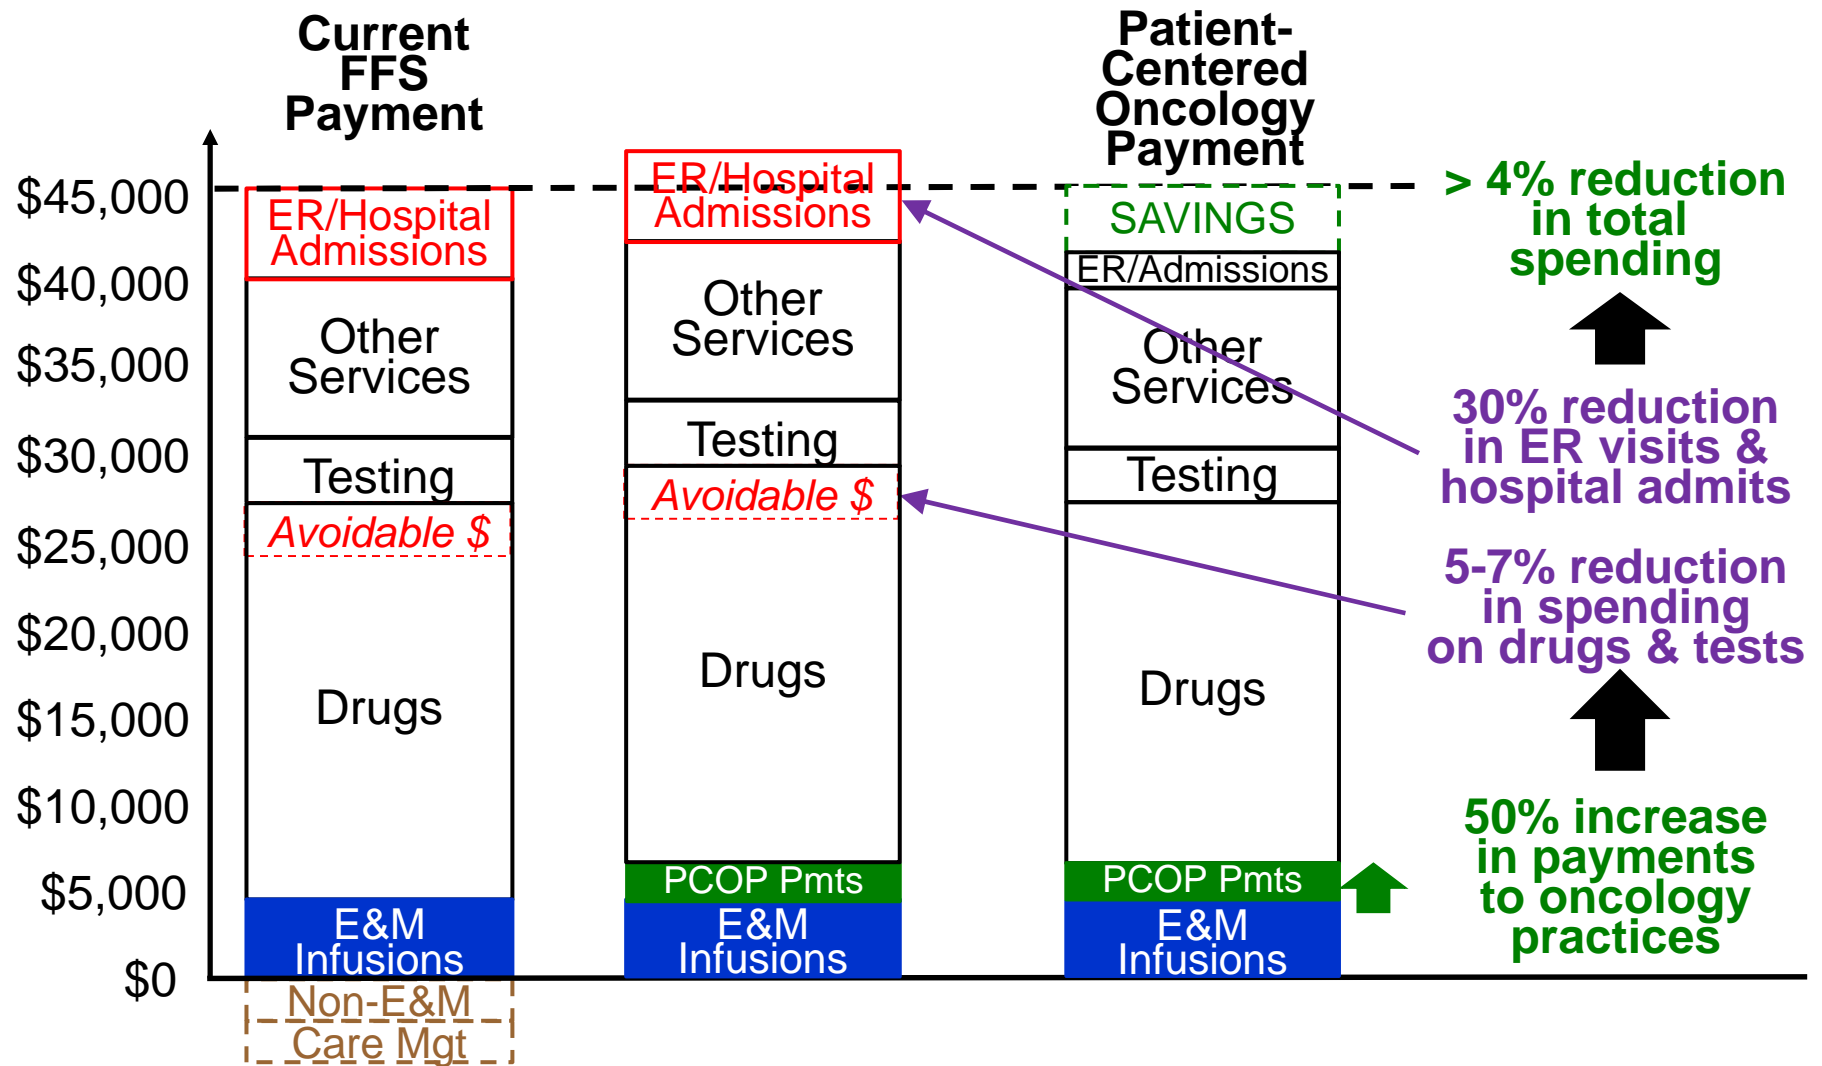 Current
FFS
Payment
Patient-
Centered
Oncology
Payment
$45,000
$40,000
$35,000
$30,000
$25,000
$20,000
$15,000
$10,000
$5,000
$0
ER/Hospital
Admissions
Other
Services
Testing
Avoidable $
Drugs
E&M
Infusions
Non-E&M
Care Mgt
ER/Hospital
Admissions
Other
Services
Testing
Avoidable $
Drugs
PCOP Pmts
E&M
Infusions
SAVINGS
ER/Admissions
Other
Services
Testing
Drugs
PCOP Pmts
E&M
Infusions
> 4% reduction
in total
spending
30% reduction
in ER visits &
hospital admits
5-7% reduction
in spending
on drugs & tests
50% increase
in payments
to oncology
practices